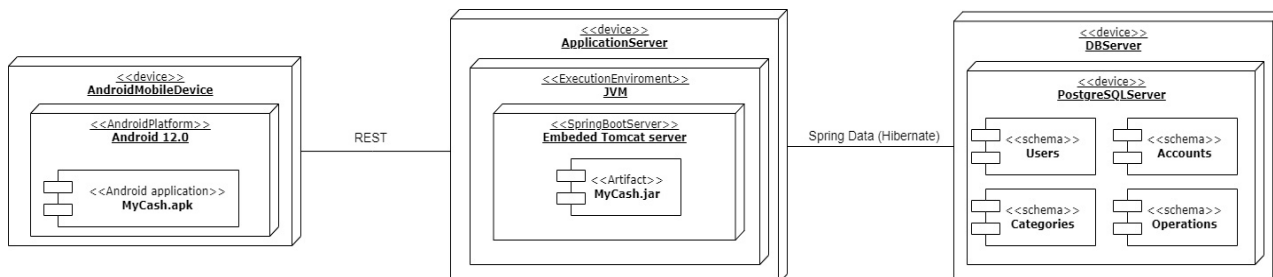 <<device>>
AndroidMobileDevice
<<AndroidPlatform>>
Android 12.0
<<Android application>>
MyCash.apk
REST
<<device>>
ApplicationServer
<<ExecutionEnviroment>>
JVM
<<SpringBootServer>>
Embeded Tomcat server
<<Artifact>>
MyCash.jar
Spring Data (Hibernate)
<<device>>
DBServer
<<device>>
PostgreSQLServer
<<schema>>
Users
<<schema>>
Accounts
<<schema>>
Categories
<<schema>>
Operations